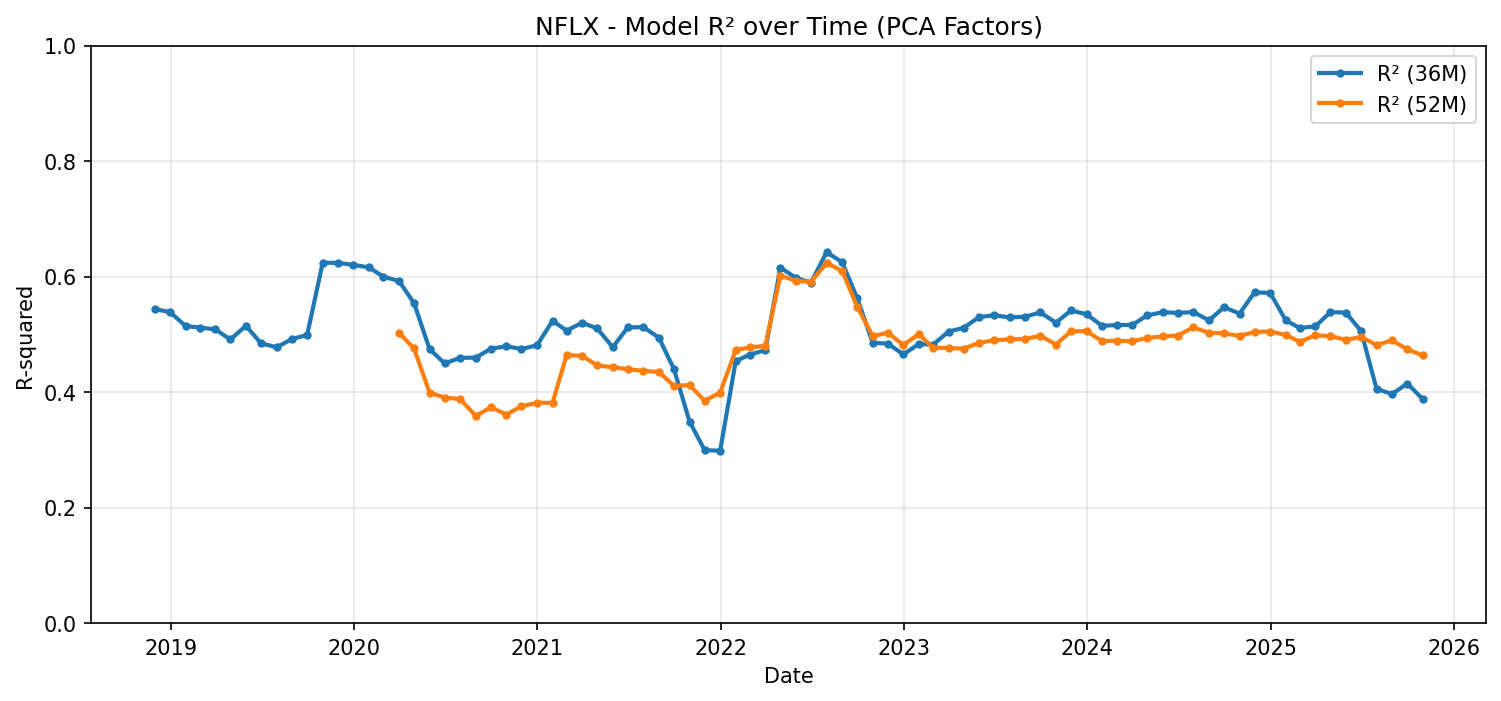 NFLX - Model R² over Time (PCA Factors)
R² (36M)
R² (52M)
R-squared
1.0
0.8
0.6
0.4
0.2
0.0
2019 2020 2021 2022 2023 2024 2025 2026
Date